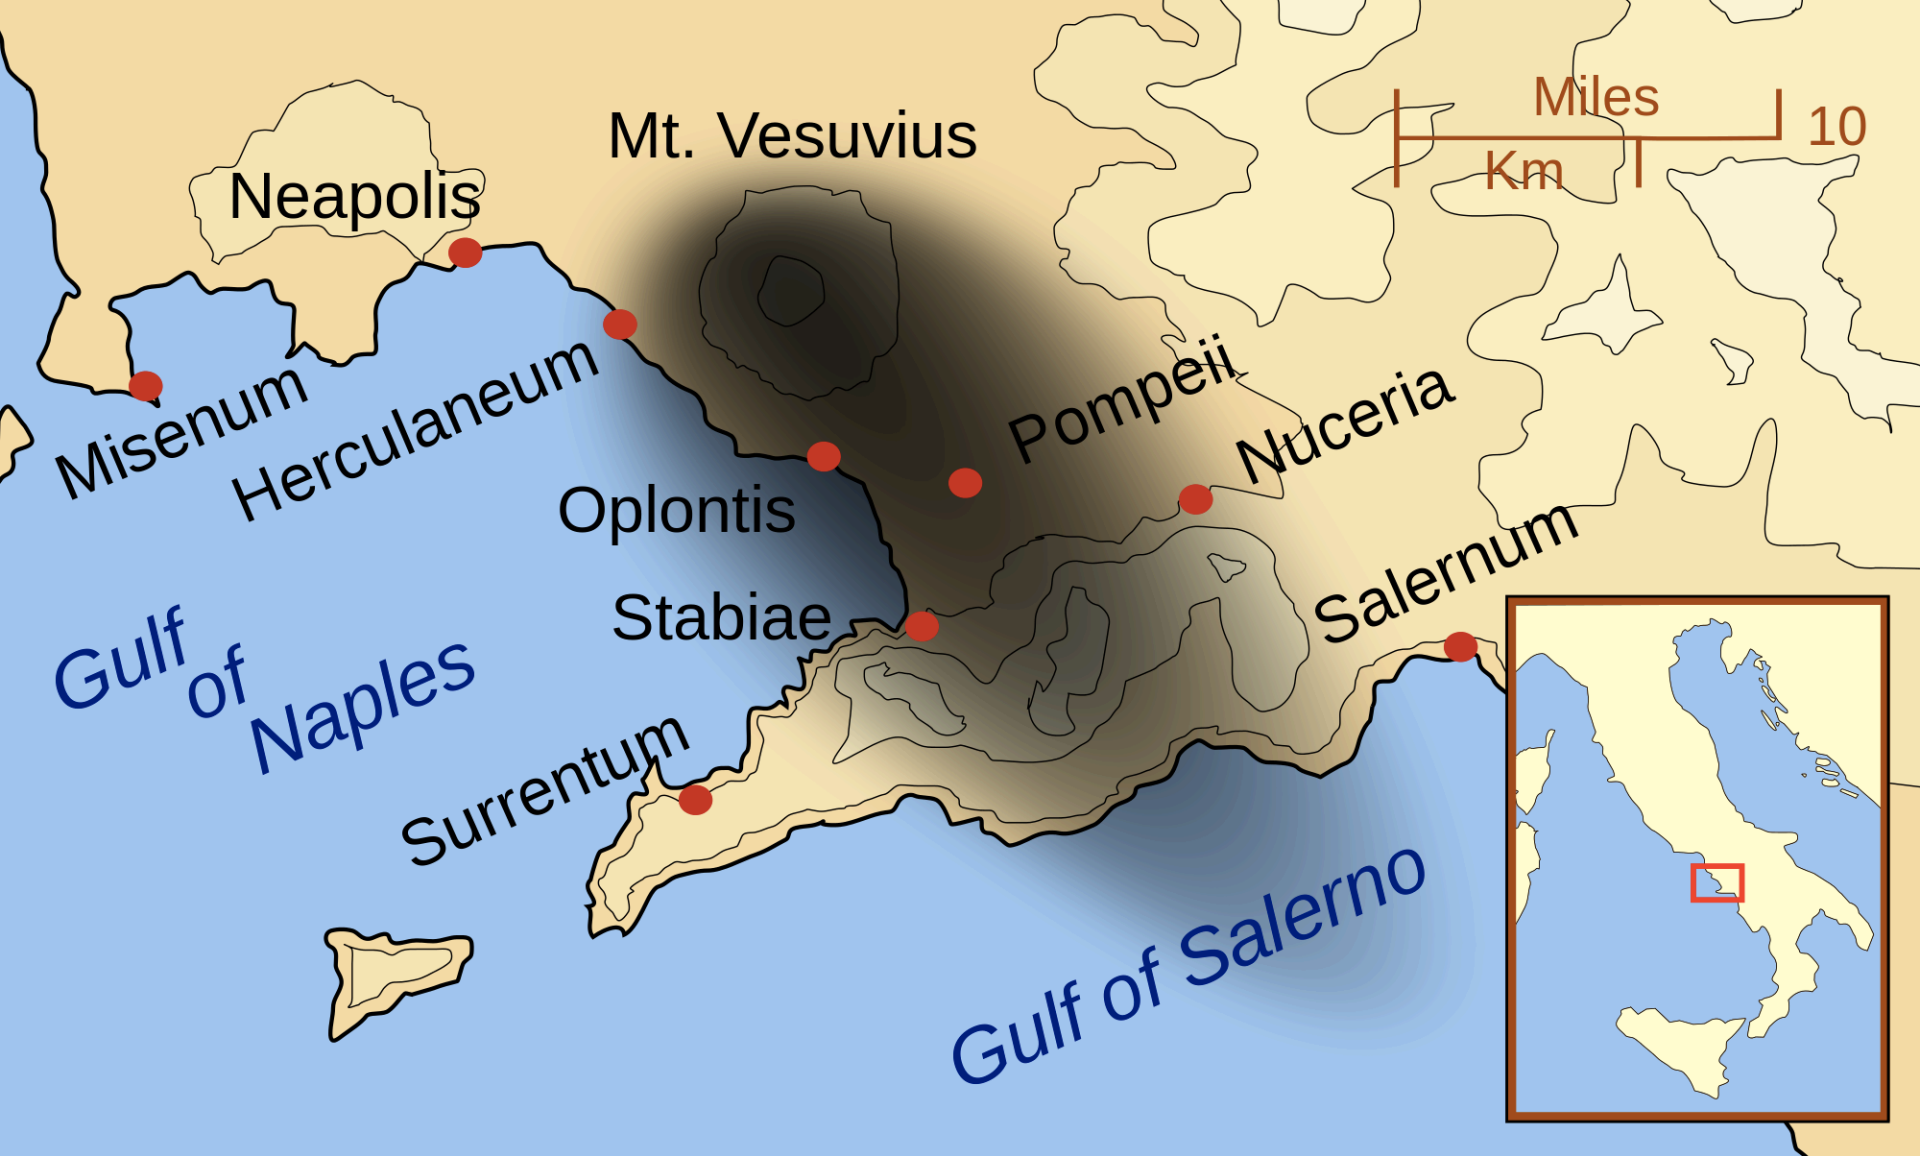 Miles
10
Km
Mt. Vesuvius
Neapolis
Misenum
Herculaneum
Pompeii
Nuceria
Oplontis
Stabiae
Salernum
Surrentum
Gulf
of
Naples
Gulf of Salerno